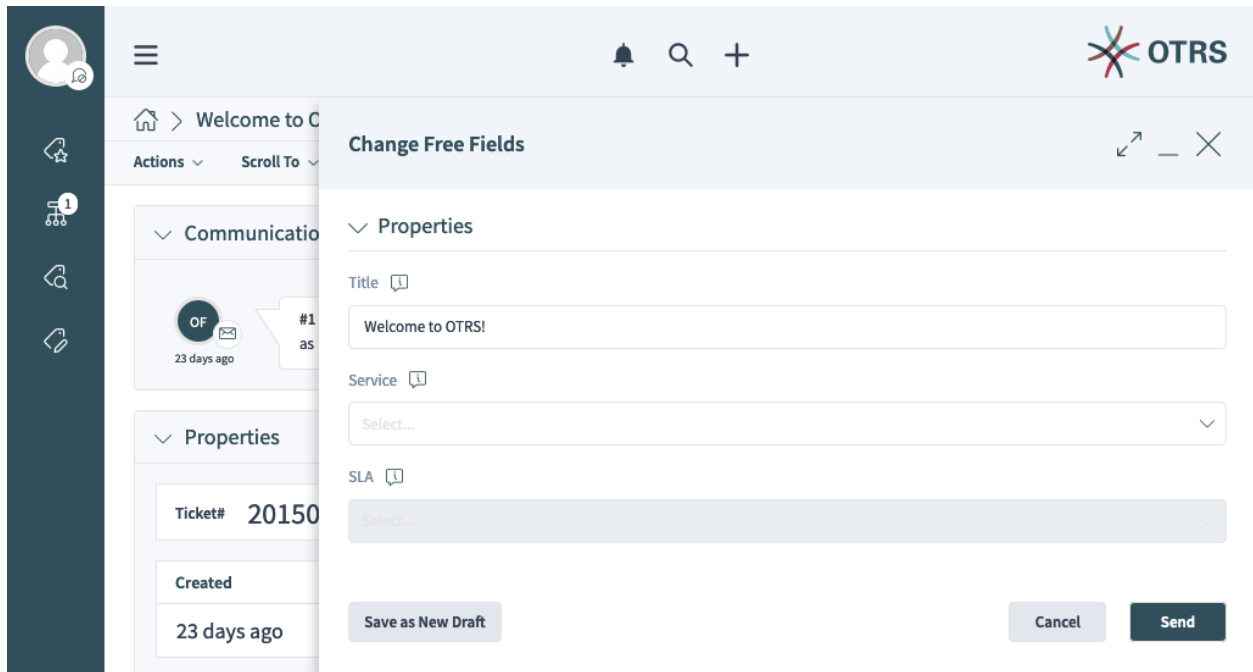 OTRS
Welcome to O
Actions
Scroll To
Change Free Fields
Communicatio
OF
23 days ago
#1
as
Properties
Ticket#
20150
Created
23 days ago
1
Properties
Title
Welcome to OTRS!
Service
Select...
SLA
Select...
Save as New Draft
Cancel
Send